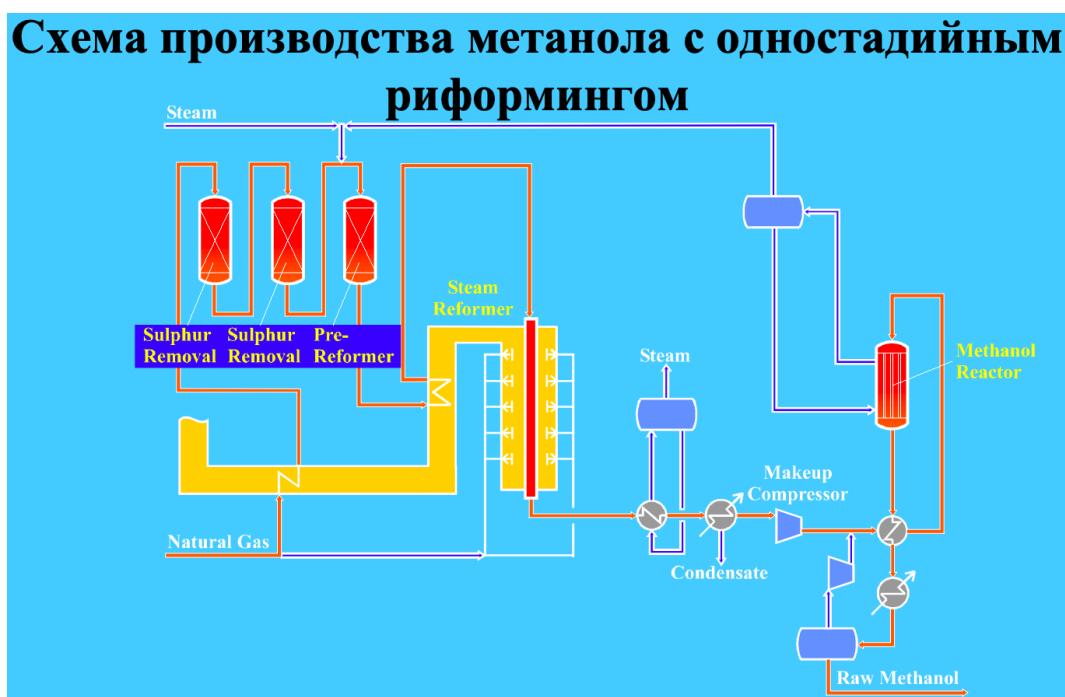 Схема производства метанола с одностадийным
риформингом
Steam
Steam
Reformer
Sulphur
Removal
Sulphur
Removal
Pre-
Reformer
Steam
Methanol
Reactor
Makeup
Compressor
Natural Gas
Condensate
Raw Methanol